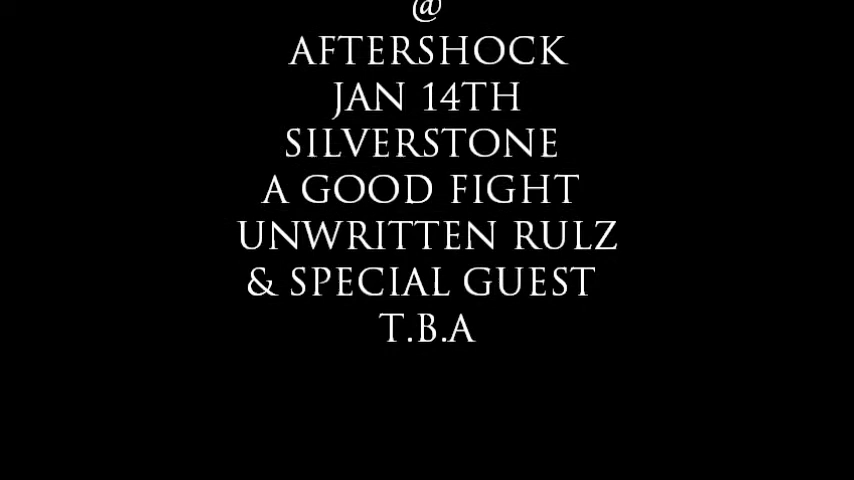 @
AFTERSHOCK
JAN 14TH
SILVERSTONE
A GOOD FIGHT
UNWRITTEN RULZ
& SPECIAL GUEST
T.B.A